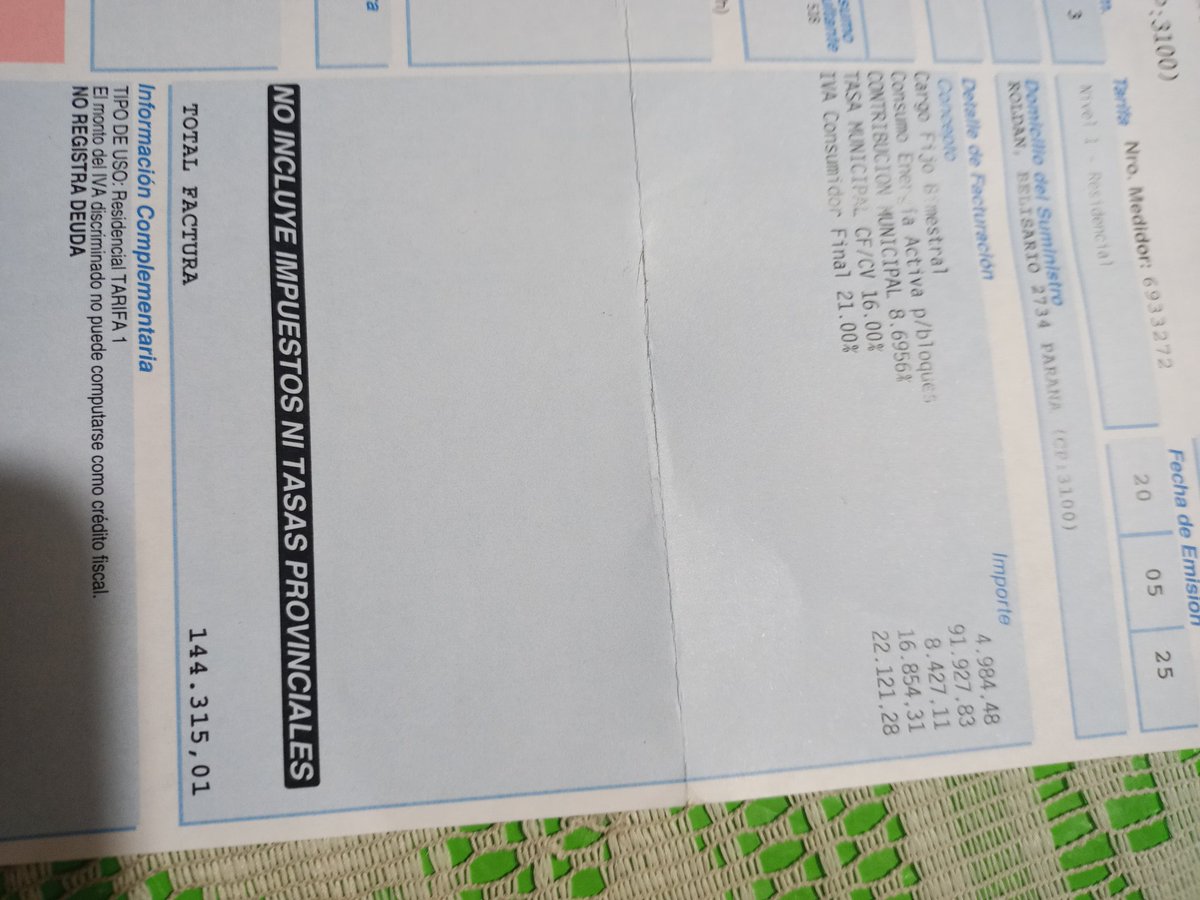 P:3100)
Tarifa
Nro. Medidor: 6933272
Fecha de Emisión
3
Nivel 1 - Residencial
20 05 25
Domicilio del Suministro
ROLDAN, BELISARIO 2734 PARANA (CP:3100)
Detalle de Facturación
Concepto Importe
Cargo Fijo Bimestral 4.984.48
Consumo Energía Activa p/bloques 91.927.83
CONTRIBUCION MUNICIPAL 8.6956% 8.427.11
TASA MUNICIPAL CF/CV 16.00% 16.854,31
IVA Consumidor Final 21.00% 22.121.28
528
NO INCLUYE IMPUESTOS NI TASAS PROVINCIALES
TOTAL FACTURA 144.315,01
Información Complementaria
TIPO DE USO: Residencial TARIFA 1
El monto del IVA discriminado no puede computarse como crédito fiscal.
NO REGISTRA DEUDA